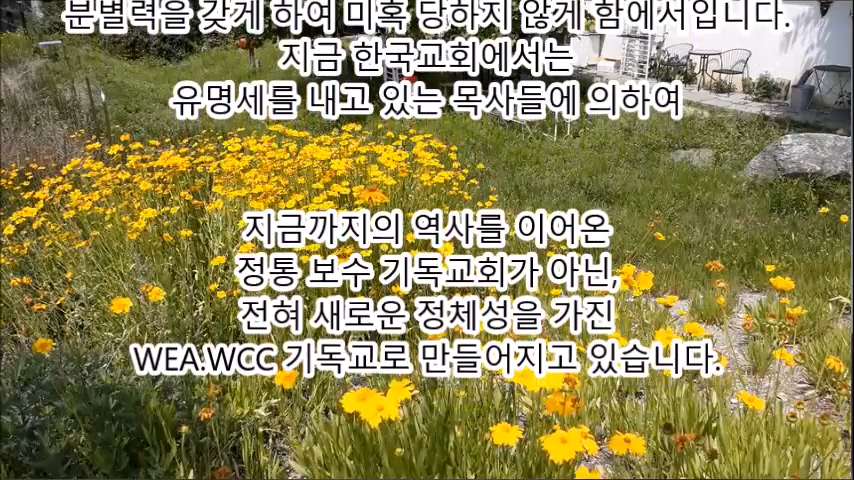 분별력을 갖게 하여 미혹 당하지 않게 함에서입니다.
지금 한국교회에서는
유명세를 내고 있는 목사들에 의하여
지금까지의 역사를 이어온
정통 보수 기독교회가 아닌,
전혀 새로운 정체성을 가진
WEA.WCC 기독교로 만들어지고 있습니다.